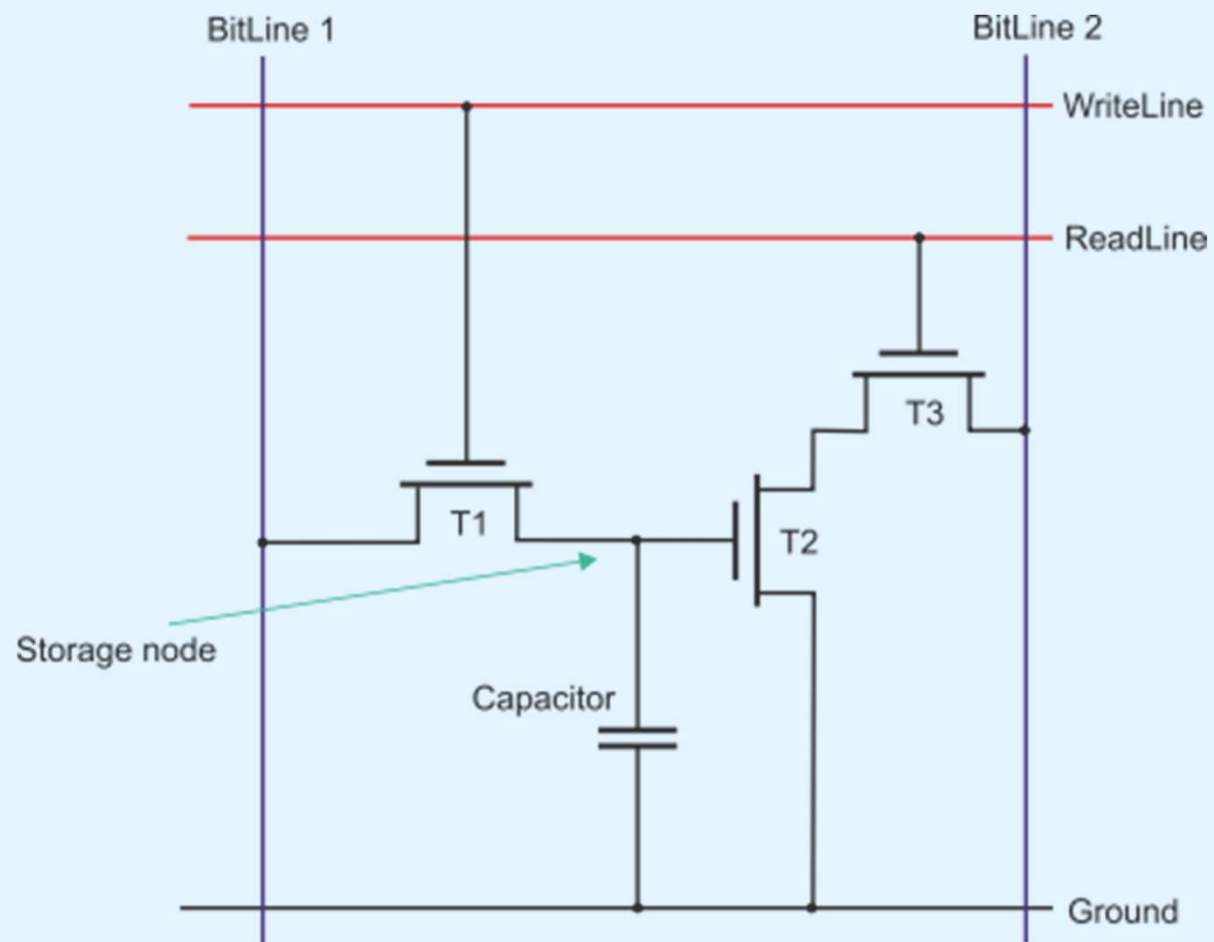 BitLine 1
BitLine 2
WriteLine
ReadLine
T3
T1
T2
Storage node
Capacitor
Ground